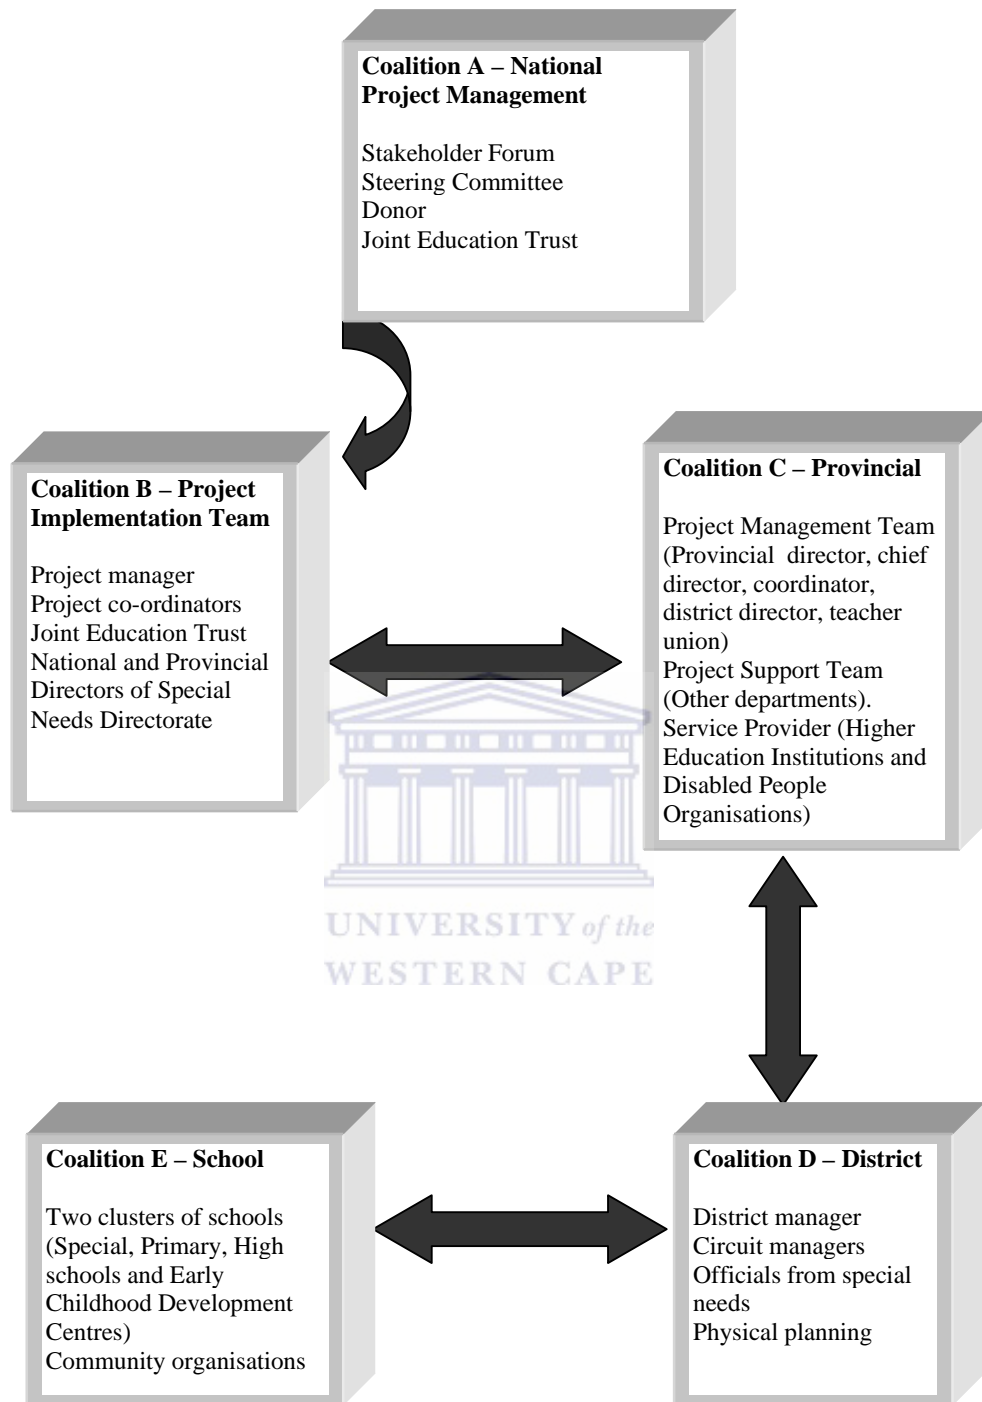 Coalition A – National
Project Management
Stakeholder Forum
Steering Committee
Donor
Joint Education Trust
Coalition B – Project
Implementation Team
Project manager
Project co-ordinators
Joint Education Trust
National and Provincial
Directors of Special
Needs Directorate
Coalition C – Provincial
Project Management Team
(Provincial director, chief
director, coordinator,
district director, teacher
union)
Project Support Team
(Other departments).
Service Provider (Higher
Education Institutions and
Disabled People
Organisations)
UNIVERSITY of the
WESTERN CAPE
Coalition E – School
Two clusters of schools
(Special, Primary, High
schools and Early
Childhood Development
Centres)
Community organisations
Coalition D – District
District manager
Circuit managers
Officials from special
needs
Physical planning